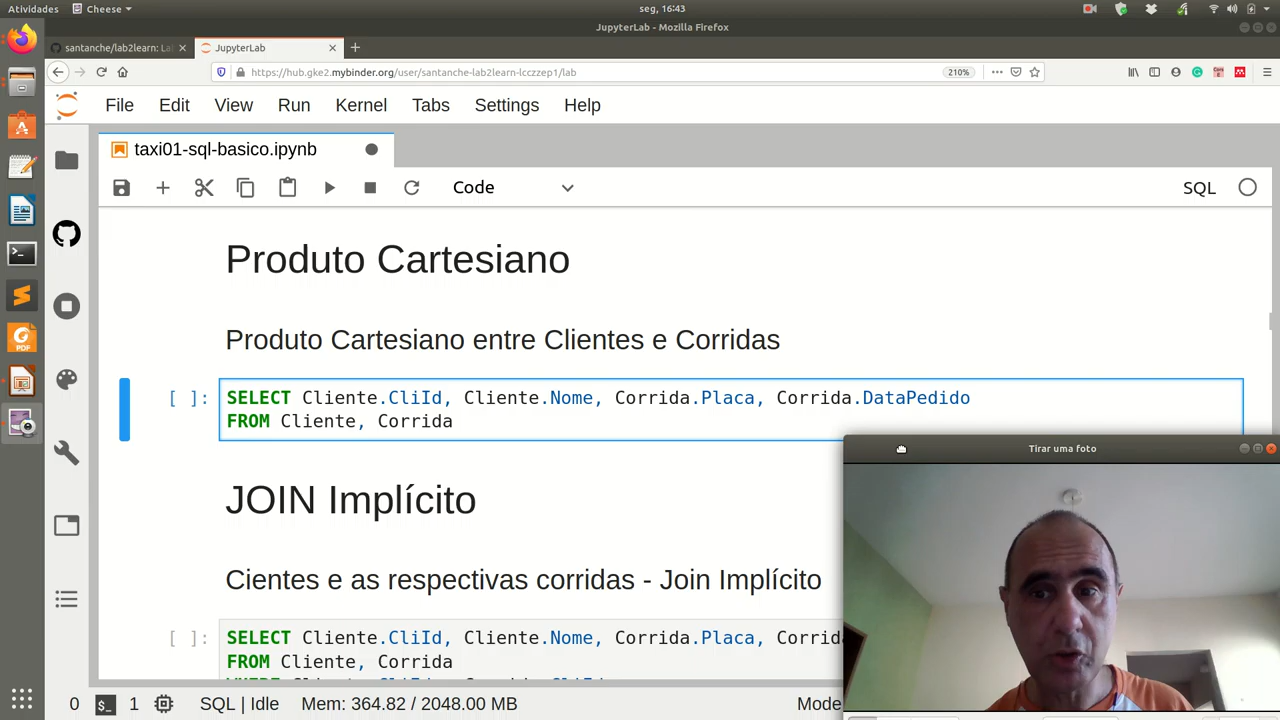 Atividades
Cheese
seg, 16:43
JupyterLab - Mozilla Firefox
santanche/lab2learn: La
JupyterLab
https://hub.gke2.mybinder.org/user/santanche-lab2learn-lcczzep1/lab
210%
File Edit View Run Kernel Tabs Settings Help
taxi01-sql-basico.ipynb
Code
SQL
Produto Cartesiano
Produto Cartesiano entre Clientes e Corridas
[ ]: SELECT Cliente.CliId, Cliente.Nome, Corrida.Placa, Corrida.DataPedido
FROM Cliente, Corrida
Tirar uma foto
JOIN Implícito
Cientes e as respectivas corridas - Join Implícito
[ ]: SELECT Cliente.CliId, Cliente.Nome, Corrida.Placa, Corrida
FROM Cliente, Corrida
0
1
SQL | Idle
Mem: 364.82 / 2048.00 MB
Mode
PDF